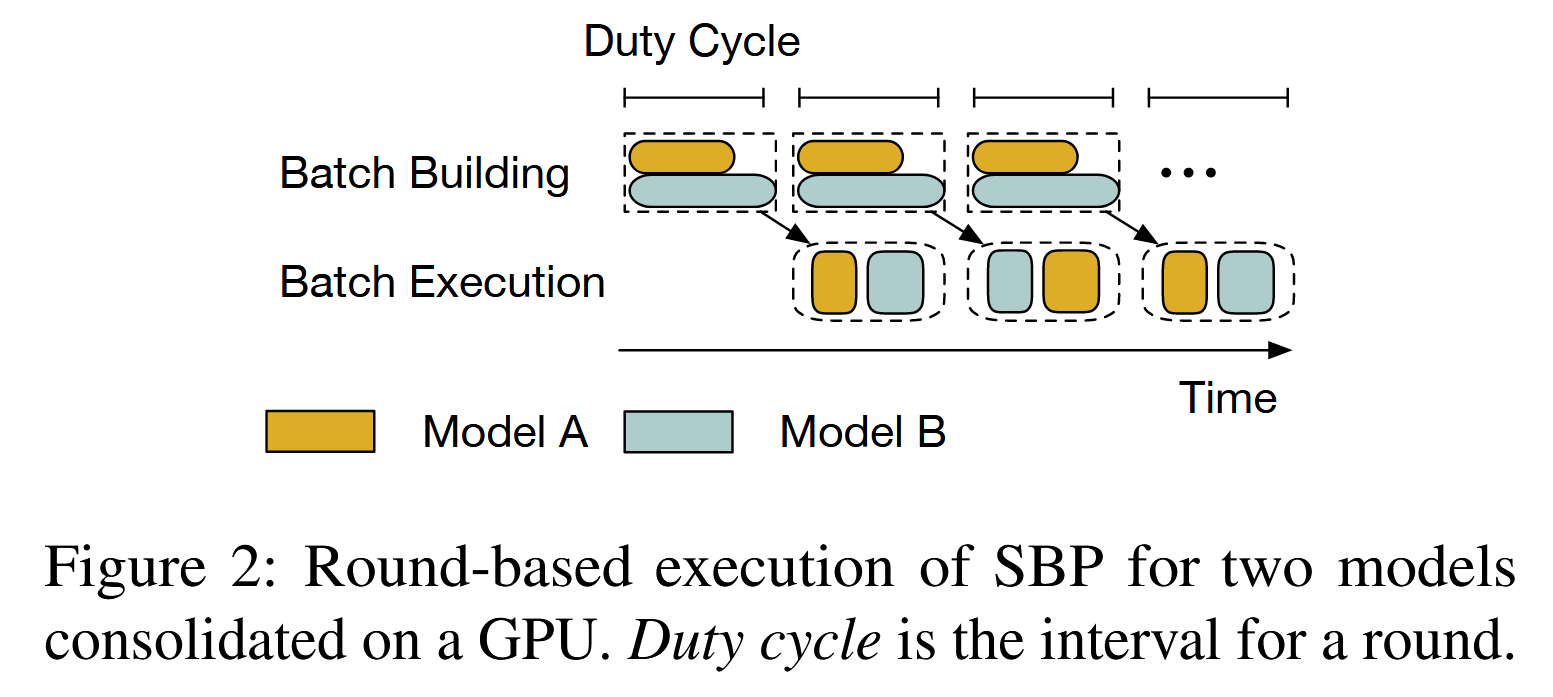 Duty Cycle
Batch Building
...
Batch Execution
Time
Model A
Model B
Figure 2: Round-based execution of SBP for two models
consolidated on a GPU. Duty cycle is the interval for a round.